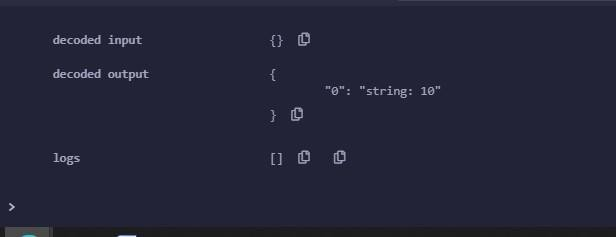 decoded input {}
decoded output {
"0": "string: 10"
}
logs []
>